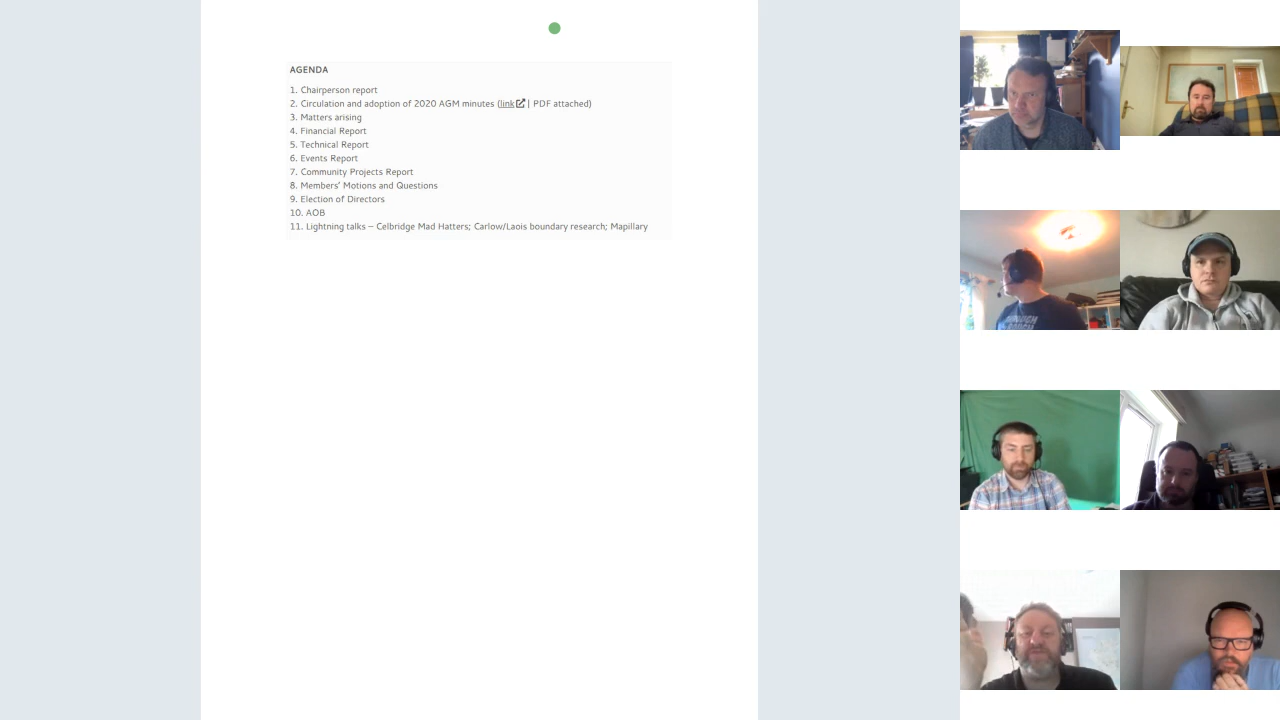 AGENDA
1. Chairperson report
2. Circulation and adoption of 2020 AGM minutes (link | PDF attached)
3. Matters arising
4. Financial Report
5. Technical Report
6. Events Report
7. Community Projects Report
8. Members' Motions and Questions
9. Election of Directors
10. AOB
11. Lightning talks – Celbridge Mad Hatters; Carlow/Laois boundary research; Mapillary